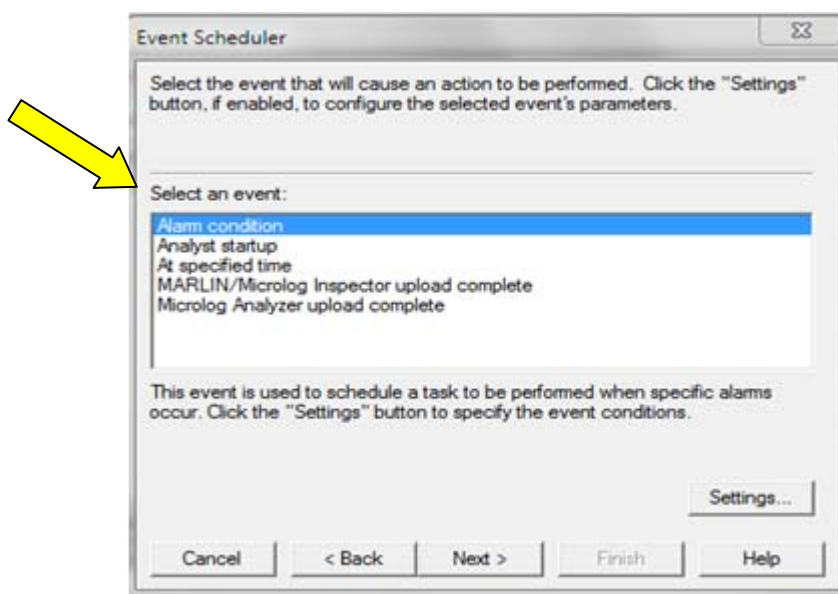 Event Scheduler
Select the event that will cause an action to be performed. Click the "Settings"
button, if enabled, to configure the selected event's parameters.
Select an event:
Alarm condition
Analyst startup
At specified time
MARLIN/Microlog Inspector upload complete
Microlog Analyzer upload complete
This event is used to schedule a task to be performed when specific alarms
occur. Click the "Settings" button to specify the event conditions.
Settings...
Cancel
< Back
Next >
Finish
Help